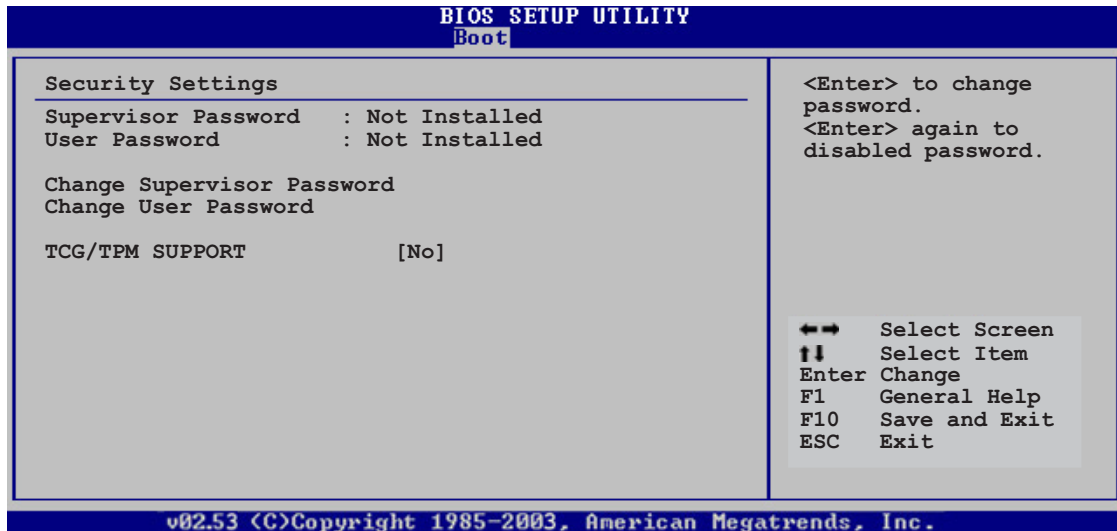 BIOS SETUP UTILITY
Boot
Security Settings
Supervisor Password : Not Installed
User Password : Not Installed
Change Supervisor Password
Change User Password
TCG/TPM SUPPORT [No]
<Enter> to change
password.
<Enter> again to
disabled password.
←→ Select Screen
↑↓ Select Item
Enter Change
F1 General Help
F10 Save and Exit
ESC Exit
v02.53 (C)Copyright 1985-2003, American Megatrends, Inc.